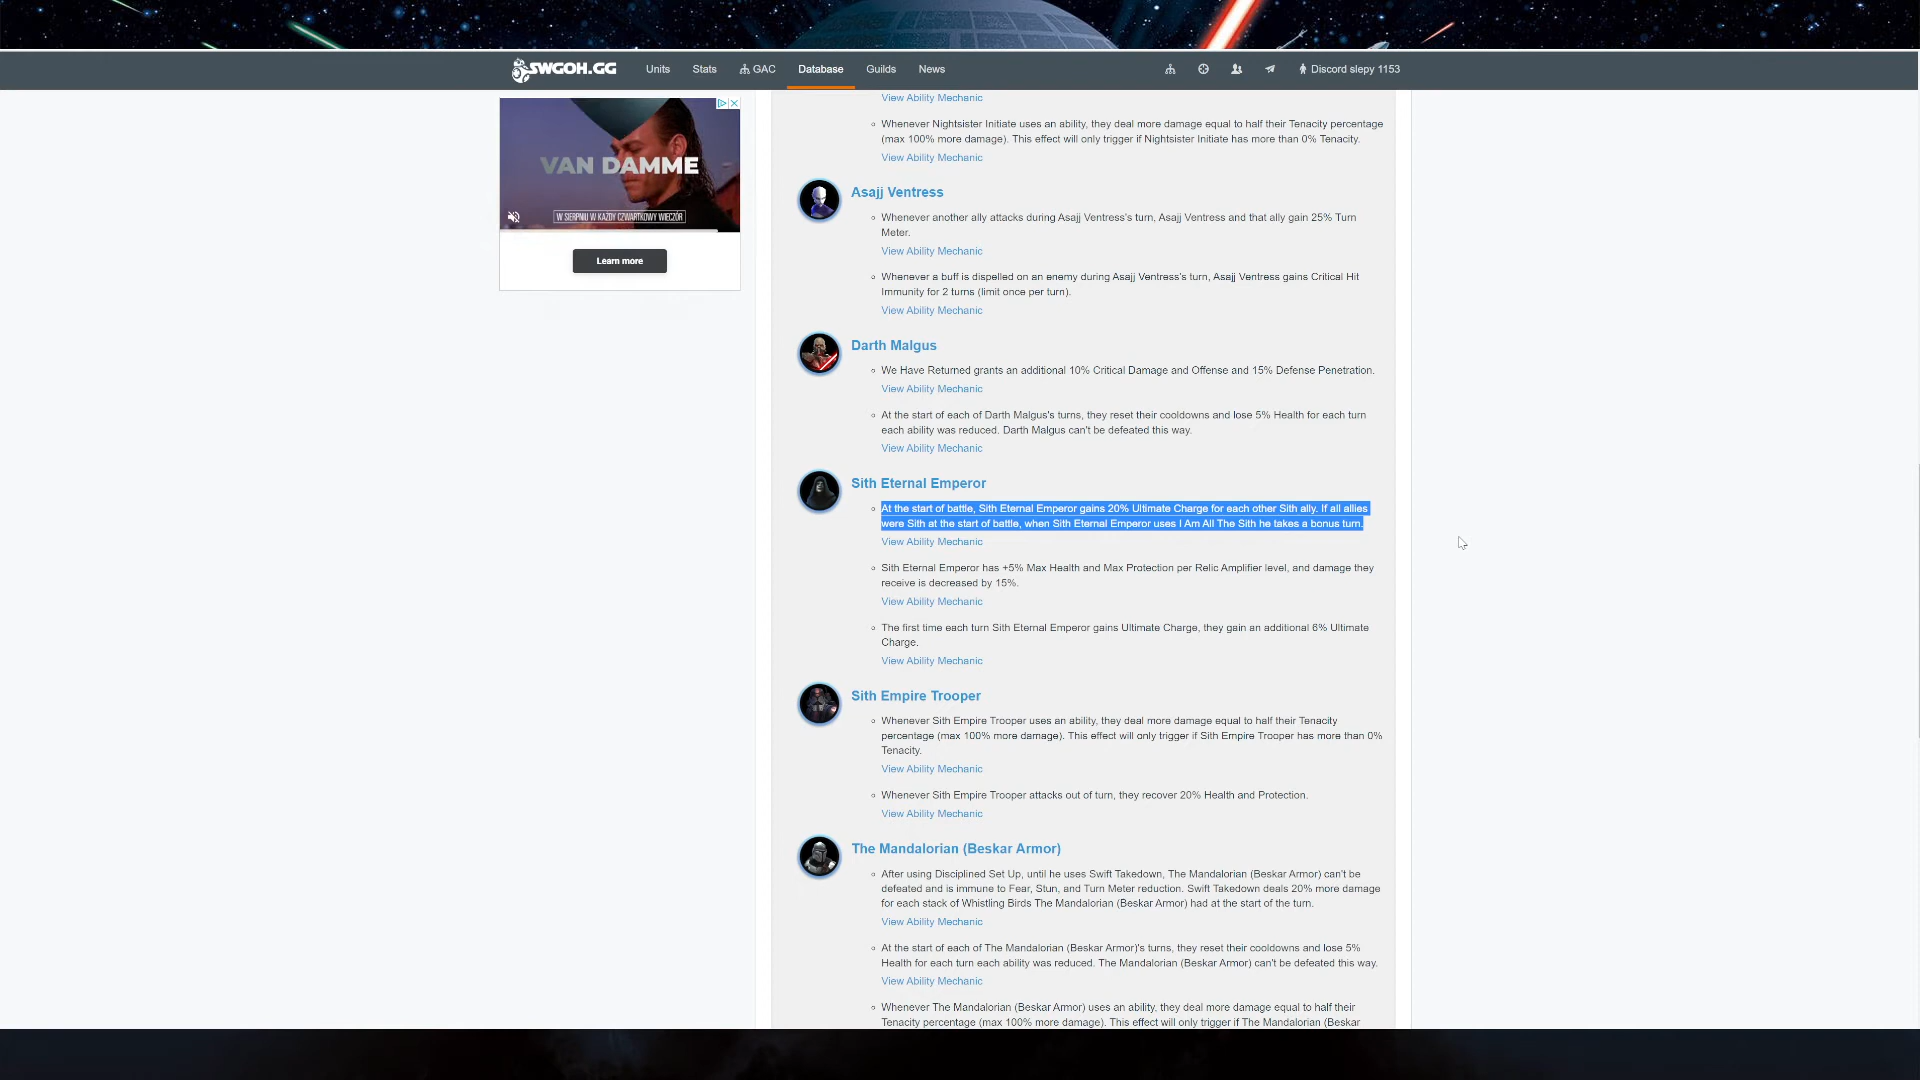 SWGOH.GG
Units
Stats
GAC
Database
Guilds
News
Discord slepy 1153
VAN DAMME
W SIERPNIU W KAŻDY CZWARTKOWY WIECZÓR
Learn more
View Ability Mechanic
Whenever Nightsister Initiate uses an ability, they deal more damage equal to half their Tenacity percentage
(max 100% more damage). This effect will only trigger if Nightsister Initiate has more than 0% Tenacity.
View Ability Mechanic
Asajj Ventress
Whenever another ally attacks during Asajj Ventress's turn, Asajj Ventress and that ally gain 25% Turn
Meter.
View Ability Mechanic
Whenever a buff is dispelled on an enemy during Asajj Ventress's turn, Asajj Ventress gains Critical Hit
Immunity for 2 turns (limit once per turn).
View Ability Mechanic
Darth Malgus
We Have Returned grants an additional 10% Critical Damage and Offense and 15% Defense Penetration.
View Ability Mechanic
At the start of each of Darth Malgus's turns, they reset their cooldowns and lose 5% Health for each turn
each ability was reduced. Darth Malgus can't be defeated this way.
View Ability Mechanic
Sith Eternal Emperor
At the start of battle, Sith Eternal Emperor gains 20% Ultimate Charge for each other Sith ally. If all allies
were Sith at the start of battle, when Sith Eternal Emperor uses I Am All The Sith he takes a bonus turn.
View Ability Mechanic
Sith Eternal Emperor has +5% Max Health and Max Protection per Relic Amplifier level, and damage they
receive is decreased by 15%.
View Ability Mechanic
The first time each turn Sith Eternal Emperor gains Ultimate Charge, they gain an additional 6% Ultimate
Charge.
View Ability Mechanic
Sith Empire Trooper
Whenever Sith Empire Trooper uses an ability, they deal more damage equal to half their Tenacity
percentage (max 100% more damage). This effect will only trigger if Sith Empire Trooper has more than 0%
Tenacity.
View Ability Mechanic
Whenever Sith Empire Trooper attacks out of turn, they recover 20% Health and Protection.
View Ability Mechanic
The Mandalorian (Beskar Armor)
After using Disciplined Set Up, until he uses Swift Takedown, The Mandalorian (Beskar Armor) can't be
defeated and is immune to Fear, Stun, and Turn Meter reduction. Swift Takedown deals 20% more damage
for each stack of Whistling Birds The Mandalorian (Beskar Armor) had at the start of the turn.
View Ability Mechanic
At the start of each of The Mandalorian (Beskar Armor)'s turns, they reset their cooldowns and lose 5%
Health for each turn each ability was reduced. The Mandalorian (Beskar Armor) can't be defeated this way.
View Ability Mechanic
Whenever The Mandalorian (Beskar Armor) uses an ability, they deal more damage equal to half their
Tenacity percentage (max 100% more damage). This effect will only trigger if The Mandalorian (Beskar